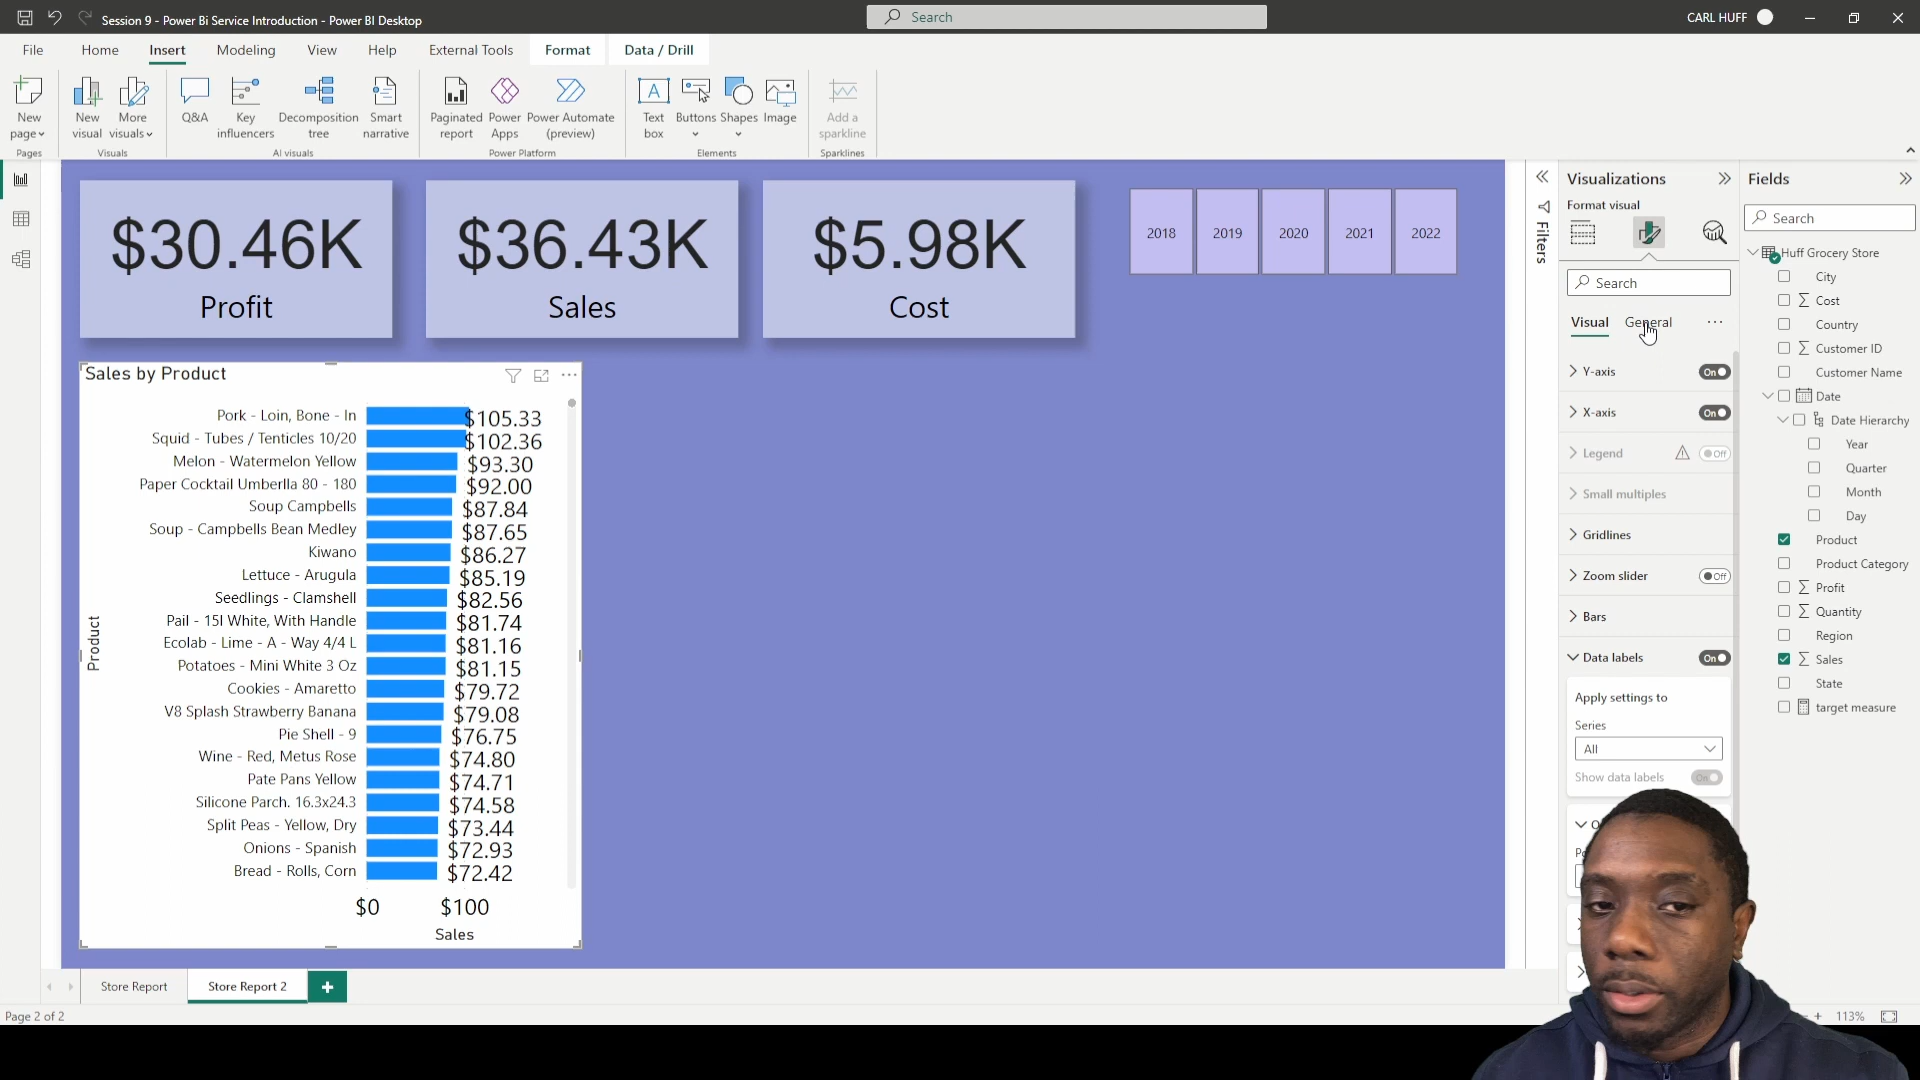 Session 9 - Power Bi Service Introduction - Power BI Desktop
Search
CARL HUFF
File
Home
Insert
Modeling
View
Help
External Tools
Format
Data / Drill
New page
New visual
More visuals
Q&A
Key influencers
Decomposition tree
Smart narrative
Paginated report
Power Apps
Power Automate (preview)
Text box
Buttons
Shapes
Image
Add a sparkline
Pages
Visuals
AI visuals
Power Platform
Elements
Sparklines
$30.46K
Profit
$36.43K
Sales
$5.98K
Cost
2018
2019
2020
2021
2022
Sales by Product
Product
Pork - Loin, Bone - In $105.33
Squid - Tubes / Tenticles 10/20 $102.36
Melon - Watermelon Yellow $93.30
Paper Cocktail Umberlla 80 - 180 $92.00
Soup Campbells $87.84
Soup - Campbells Bean Medley $87.65
Kiwano $86.27
Lettuce - Arugula $85.19
Seedlings - Clamshell $82.56
Pail - 15l White, With Handle $81.74
Ecolab - Lime - A - Way 4/4 L $81.16
Potatoes - Mini White 3 Oz $81.15
Cookies - Amaretto $79.72
V8 Splash Strawberry Banana $79.08
Pie Shell - 9 $76.75
Wine - Red, Metus Rose $74.80
Pate Pans Yellow $74.71
Silicone Parch. 16.3x24.3 $74.58
Split Peas - Yellow, Dry $73.44
Onions - Spanish $72.93
Bread - Rolls, Corn $72.42
$0 $100
Sales
Filters
Visualizations
Format visual
Search
Visual
General
Y-axis On
X-axis On
Legend Off
Small multiples
Gridlines
Zoom slider Off
Bars
Data labels On
Apply settings to
Series
All
Show data labels On
Fields
Search
Huff Grocery Store
City
Cost
Country
Customer ID
Customer Name
Date
Date Hierarchy
Year
Quarter
Month
Day
Product
Product Category
Profit
Quantity
Region
Sales
State
target measure
Store Report
Store Report 2
Page 2 of 2
113%